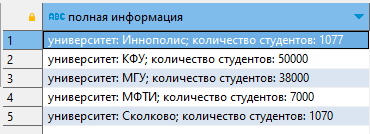 ABC полная информация
1 университет: Иннополис; количество студентов: 1077
2 университет: КФУ; количество студентов: 50000
3 университет: МГУ; количество студентов: 38000
4 университет: МФТИ; количество студентов: 7000
5 университет: Сколково; количество студентов: 1070